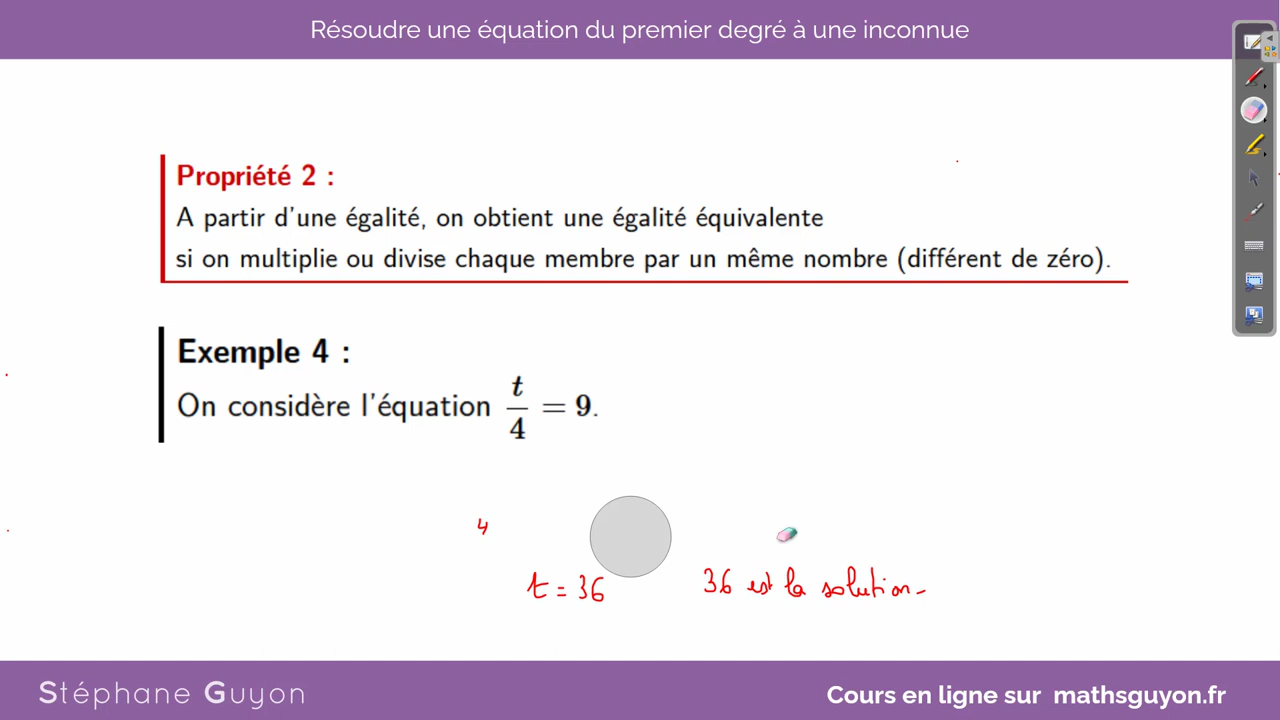 Résoudre une équation du premier degré à une inconnue
Propriété 2 :
A partir d'une égalité, on obtient une égalité équivalente
si on multiplie ou divise chaque membre par un même nombre (différent de zéro).
Exemple 4 :
On considère l'équation t/4 = 9.
4
t = 36 36 est la solution-
Stéphane Guyon
Cours en ligne sur mathsguyon.fr